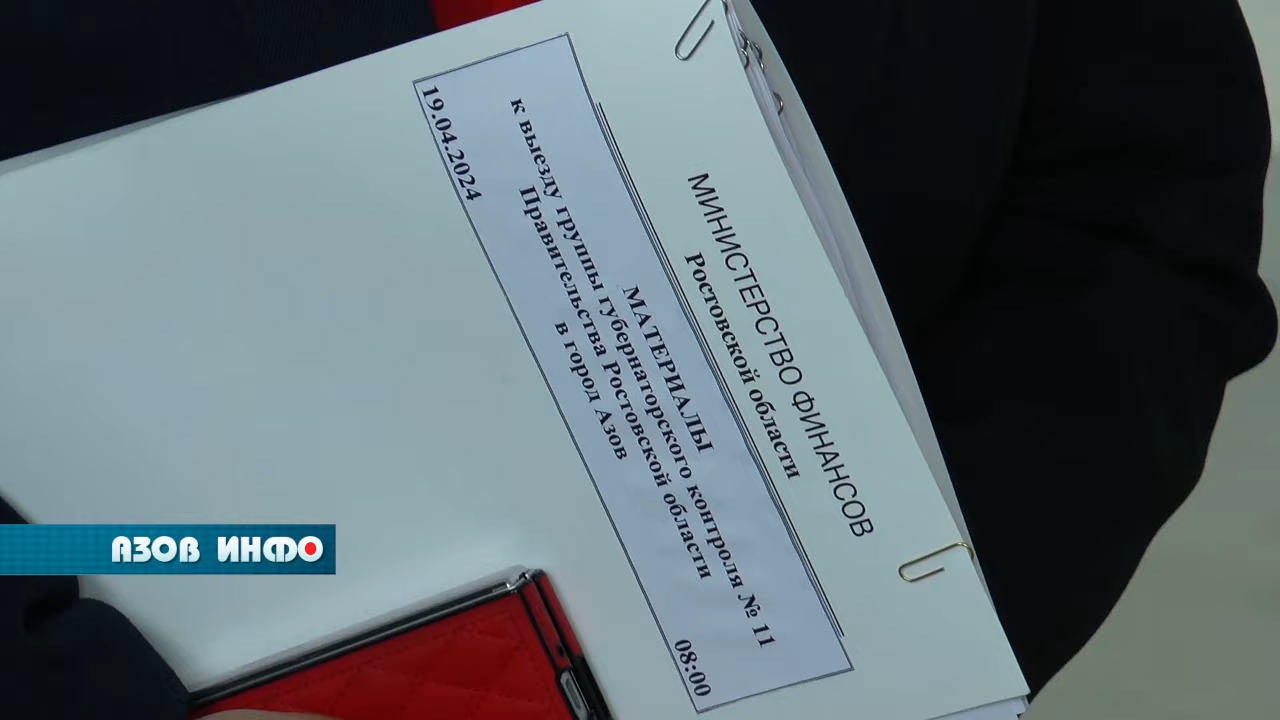 МИНИСТЕРСТВО ФИНАНСОВ
Ростовской области
МАТЕРИАЛЫ
к выезду группы губернаторского контроля № 11
Правительства Ростовской области
в город Азов
19.04.2024 08:00
АЗОВ ИНФО